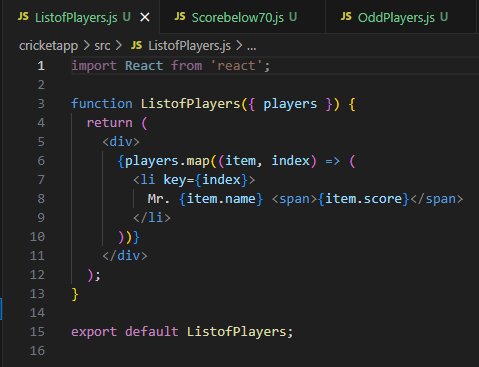 JS ListofPlayers.js U X JS Scorebelow70.js U JS OddPlayers.js U
cricketapp > src > JS ListofPlayers.js > ...
1 import React from 'react';
2
3 function ListofPlayers({ players }) {
4   return (
5     <div>
6       {players.map((item, index) => (
7         <li key={index}>
8           Mr. {item.name} <span>{item.score}</span>
9         </li>
10       ))}
11     </div>
12   );
13 }
14
15 export default ListofPlayers;
16